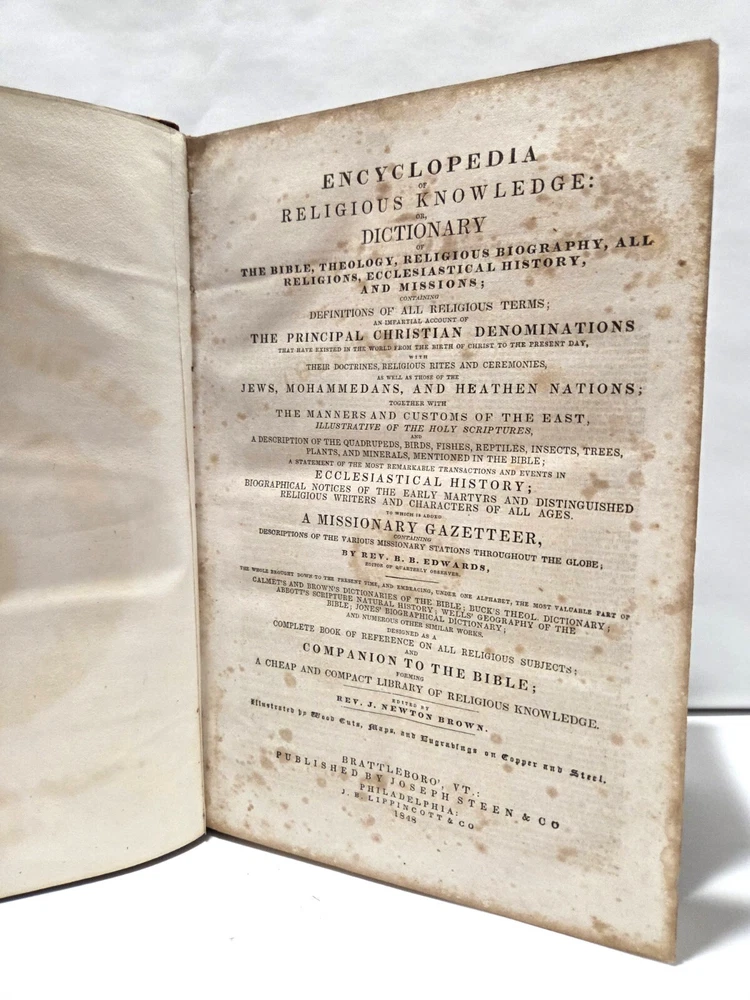 ENCYCLOPEDIA
OF
RELIGIOUS KNOWLEDGE:
OR,
DICTIONARY
OF
THE BIBLE, THEOLOGY, RELIGIOUS BIOGRAPHY, ALL
RELIGIONS, ECCLESIASTICAL HISTORY,
AND MISSIONS;
CONTAINING
DEFINITIONS OF ALL RELIGIOUS TERMS;
AN IMPARTIAL ACCOUNT OF
THE PRINCIPAL CHRISTIAN DENOMINATIONS
THAT HAVE EXISTED IN THE WORLD FROM THE BIRTH OF CHRIST TO THE PRESENT DAY,
WITH
THEIR DOCTRINES, RELIGIOUS RITES AND CEREMONIES,
AS WELL AS THOSE OF THE
JEWS, MOHAMMEDANS, AND HEATHEN NATIONS;
TOGETHER WITH
THE MANNERS AND CUSTOMS OF THE EAST,
ILLUSTRATIVE OF THE HOLY SCRIPTURES,
AND
A DESCRIPTION OF THE QUADRUPEDS, BIRDS, FISHES, REPTILES, INSECTS, TREES,
PLANTS, AND MINERALS, MENTIONED IN THE BIBLE;
A STATEMENT OF THE MOST REMARKABLE TRANSACTIONS AND EVENTS IN
ECCLESIASTICAL HISTORY;
BIOGRAPHICAL NOTICES OF THE EARLY MARTYRS AND DISTINGUISHED
RELIGIOUS WRITERS AND CHARACTERS OF ALL AGES.
TO WHICH IS ADDED
A MISSIONARY GAZETTEER,
CONTAINING
DESCRIPTIONS OF THE VARIOUS MISSIONARY STATIONS THROUGHOUT THE GLOBE;
BY REV. B. B. EDWARDS,
EDITOR OF QUARTERLY OBSERVER.
THE WHOLE BROUGHT DOWN TO THE PRESENT TIME, AND EMBRACING, UNDER ONE ALPHABET, THE MOST VALUABLE PART OF
CALMET'S AND BROWN'S DICTIONARIES OF THE BIBLE; BUCK'S THEOL. DICTIONARY;
ABBOTT'S SCRIPTURE NATURAL HISTORY; WELLS' GEOGRAPHY OF THE
BIBLE; JONES' BIOGRAPHICAL DICTIONARY;
AND NUMEROUS OTHER SIMILAR WORKS.
DESIGNED AS A
COMPLETE BOOK OF REFERENCE ON ALL RELIGIOUS SUBJECTS;
AND
COMPANION TO THE BIBLE;
FORMING
A CHEAP AND COMPACT LIBRARY OF RELIGIOUS KNOWLEDGE.
EDITED BY
REV. J. NEWTON BROWN.
Illustrated by Wood Cuts, Maps, and Engravings on Copper and Steel.
BRATTLEBORO', VT.:
PUBLISHED BY JOSEPH STEEN & CO
PHILADELPHIA:
J. B. LIPPINCOTT & CO
1848